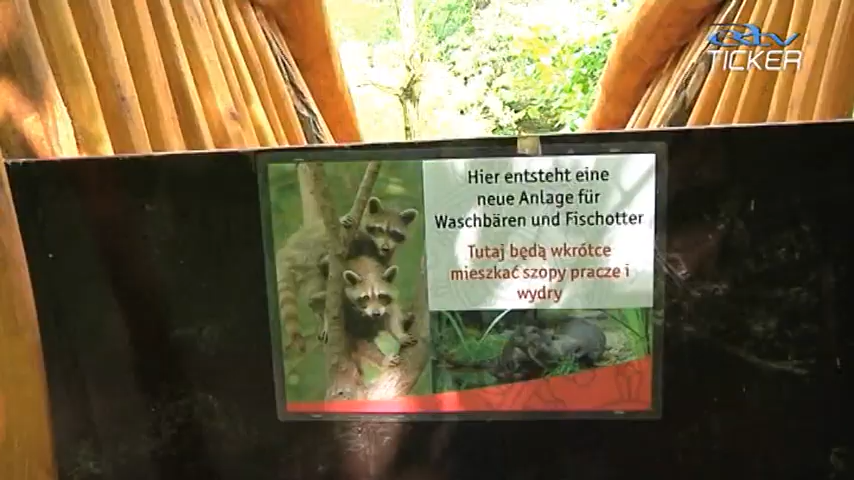 TICKER
Hier entsteht eine
neue Anlage für
Waschbären und Fischotter
Tutaj będą wkrótce
mieszkać szopy pracze i
wydry